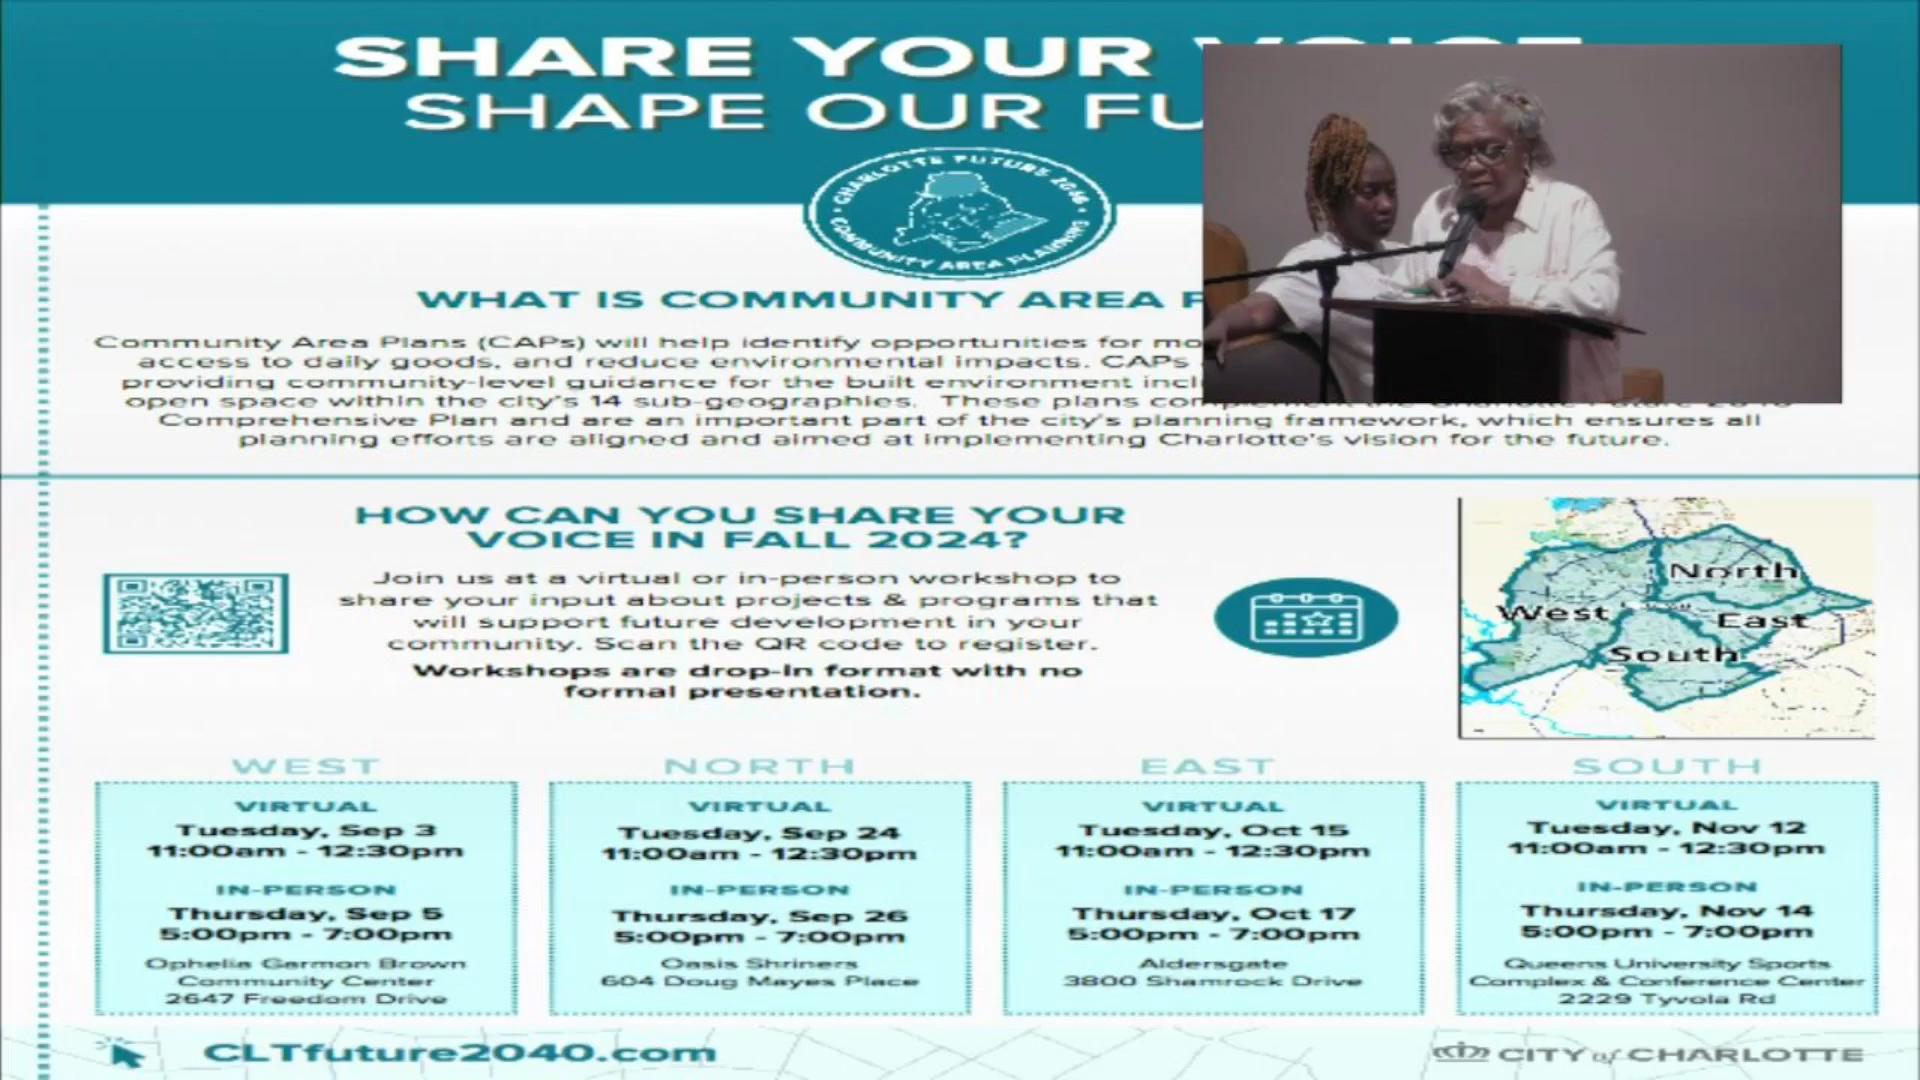 SHARE YOUR
SHAPE OUR FU
CHARLOTTE FUTURE 2040
COMMUNITY AREA PLANNING
WHAT IS COMMUNITY AREA
Community Area Plans (CAPs) will help identify opportunities for mo
access to daily goods, and reduce environmental impacts. CAPs
providing community-level guidance for the built environment incl
open space within the city's 14 sub-geographies. These plans
Comprehensive Plan and are an important part of the city's planning framework, which ensures all
planning efforts are aligned and aimed at implementing Charlotte's vision for the future.
HOW CAN YOU SHARE YOUR
VOICE IN FALL 2024?
Join us at a virtual or in-person workshop to
share your input about projects & programs that
will support future development in your
community. Scan the QR code to register.
Workshops are drop-in format with no
formal presentation.
North
West
East
South
WEST
VIRTUAL
Tuesday, Sep 3
11:00am - 12:30pm
IN-PERSON
Thursday, Sep 5
5:00pm - 7:00pm
Ophelia Garmon Brown
Community Center
2647 Freedom Drive
NORTH
VIRTUAL
Tuesday, Sep 24
11:00am - 12:30pm
IN-PERSON
Thursday, Sep 26
5:00pm - 7:00pm
Oasis Shriners
604 Doug Mayes Place
EAST
VIRTUAL
Tuesday, Oct 15
11:00am - 12:30pm
IN-PERSON
Thursday, Oct 17
5:00pm - 7:00pm
Aldersgate
3800 Shamrock Drive
SOUTH
VIRTUAL
Tuesday, Nov 12
11:00am - 12:30pm
IN-PERSON
Thursday, Nov 14
5:00pm - 7:00pm
Queens University Sports
Complex & Conference Center
2229 Tyvola Rd
CLTfuture2040.com
CITY of CHARLOTTE